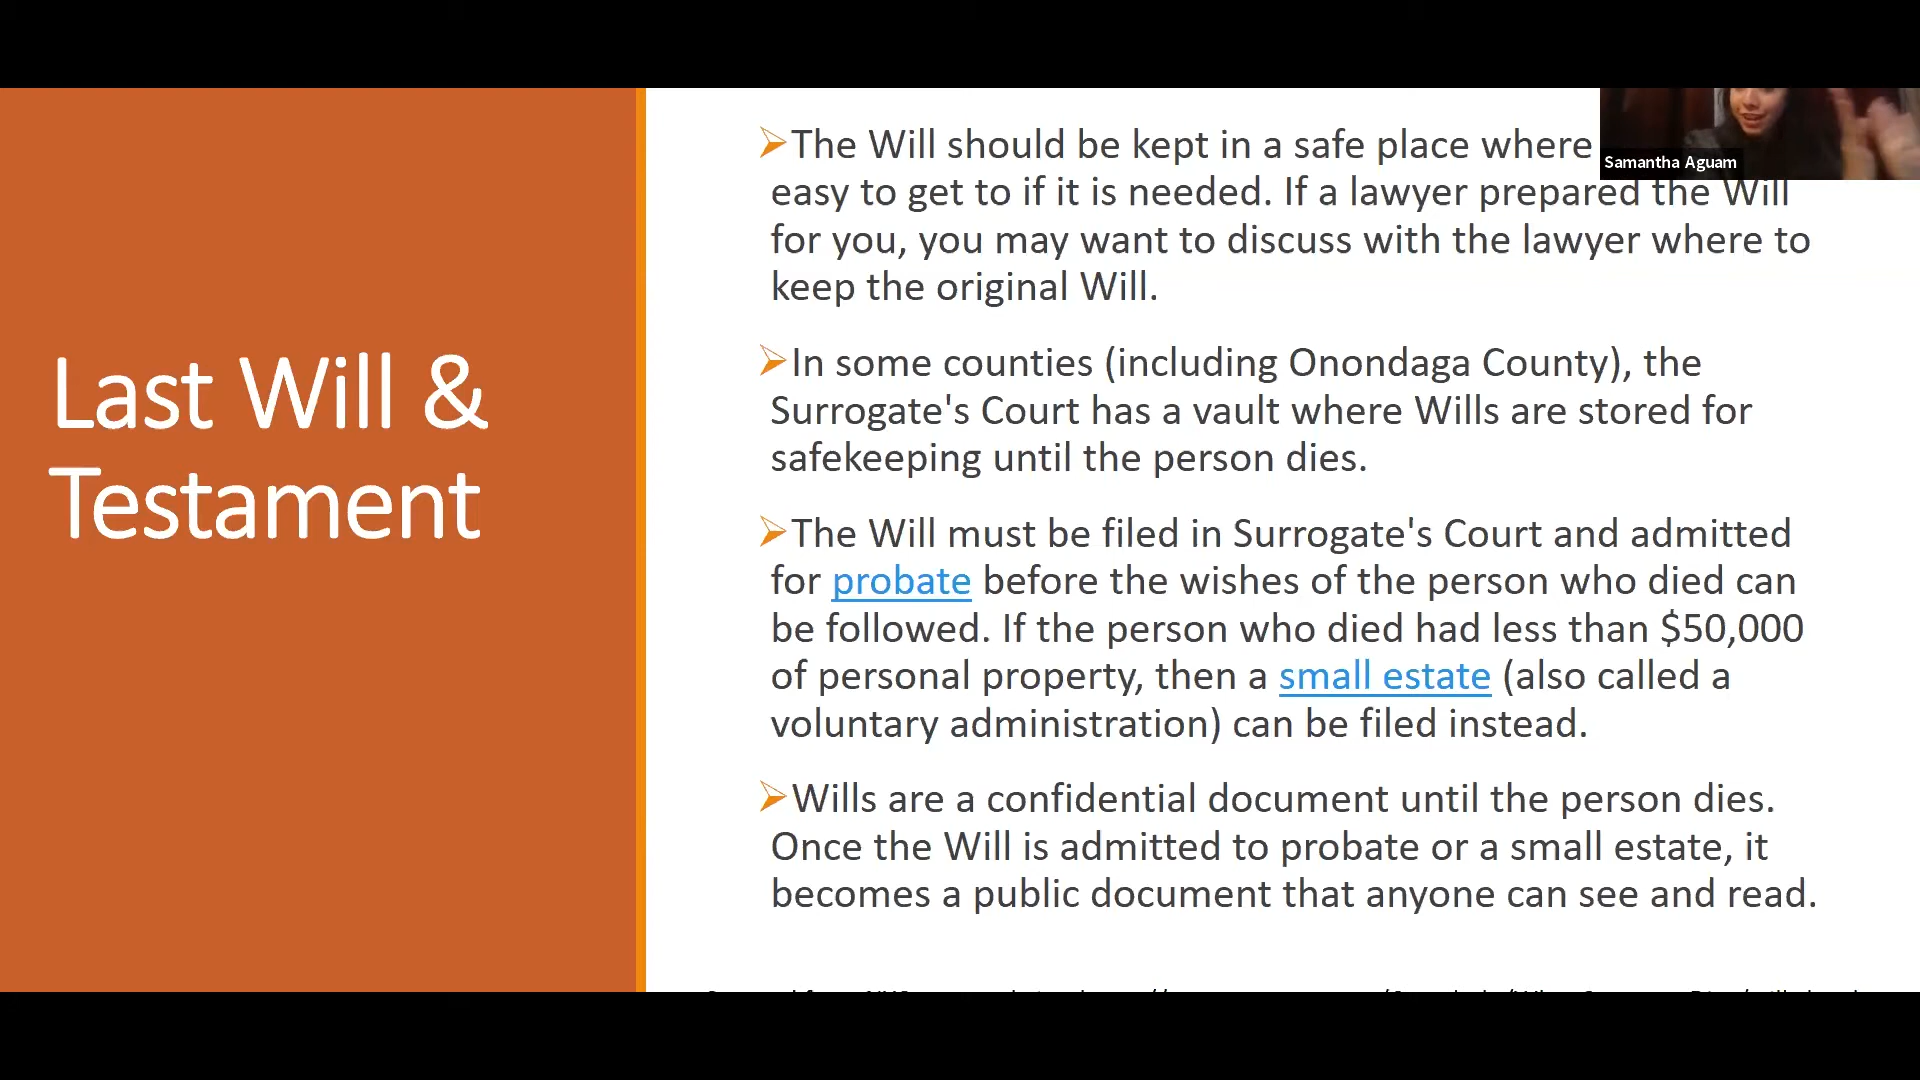 Last Will &
Testament
➢The Will should be kept in a safe place where
easy to get to if it is needed. If a lawyer prepared the Will
for you, you may want to discuss with the lawyer where to
keep the original Will.
➢In some counties (including Onondaga County), the
Surrogate's Court has a vault where Wills are stored for
safekeeping until the person dies.
➢The Will must be filed in Surrogate's Court and admitted
for probate before the wishes of the person who died can
be followed. If the person who died had less than $50,000
of personal property, then a small estate (also called a
voluntary administration) can be filed instead.
➢Wills are a confidential document until the person dies.
Once the Will is admitted to probate or a small estate, it
becomes a public document that anyone can see and read.
Samantha Aguam